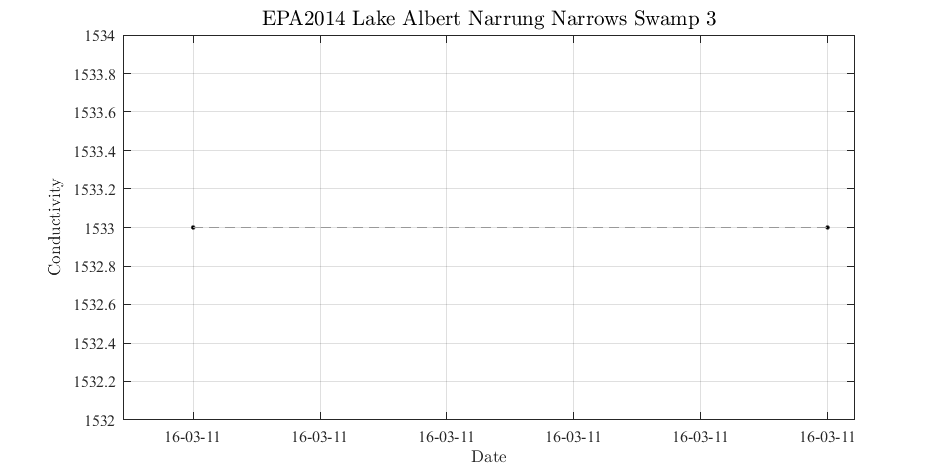 EPA2014 Lake Albert Narrung Narrows Swamp 3
1534
1533.8
1533.6
1533.4
1533.2
1533
1532.8
1532.6
1532.4
1532.2
1532
Conductivity
16-03-11 16-03-11 16-03-11 16-03-11 16-03-11 16-03-11
Date